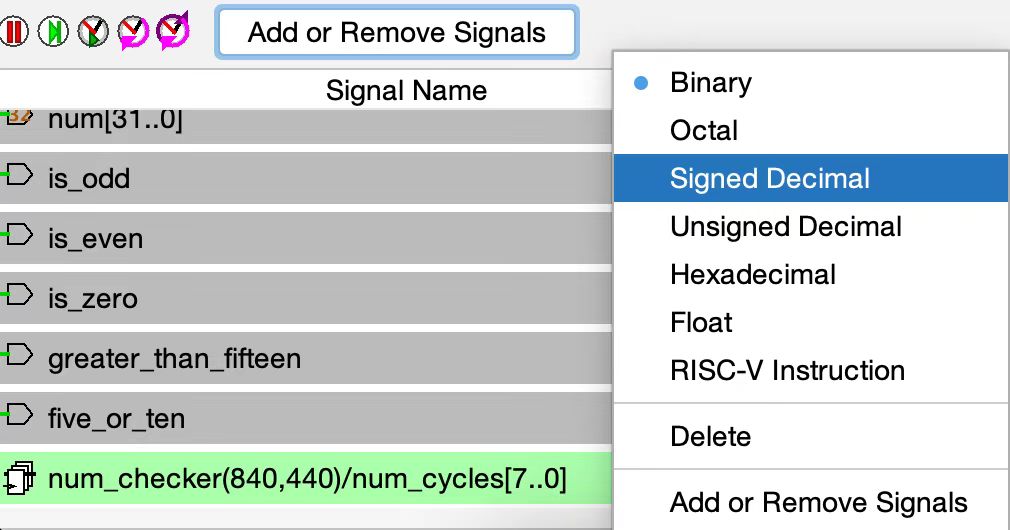 Add or Remove Signals
Signal Name
32
num[31..0]
is_odd
is_even
is_zero
greater_than_fifteen
five_or_ten
num_checker(840,440)/num_cycles[7..0]
Binary
Octal
Signed Decimal
Unsigned Decimal
Hexadecimal
Float
RISC-V Instruction
Delete
Add or Remove Signals